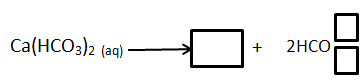 Ca(HCO₃)₂ (aq) + 2HCO